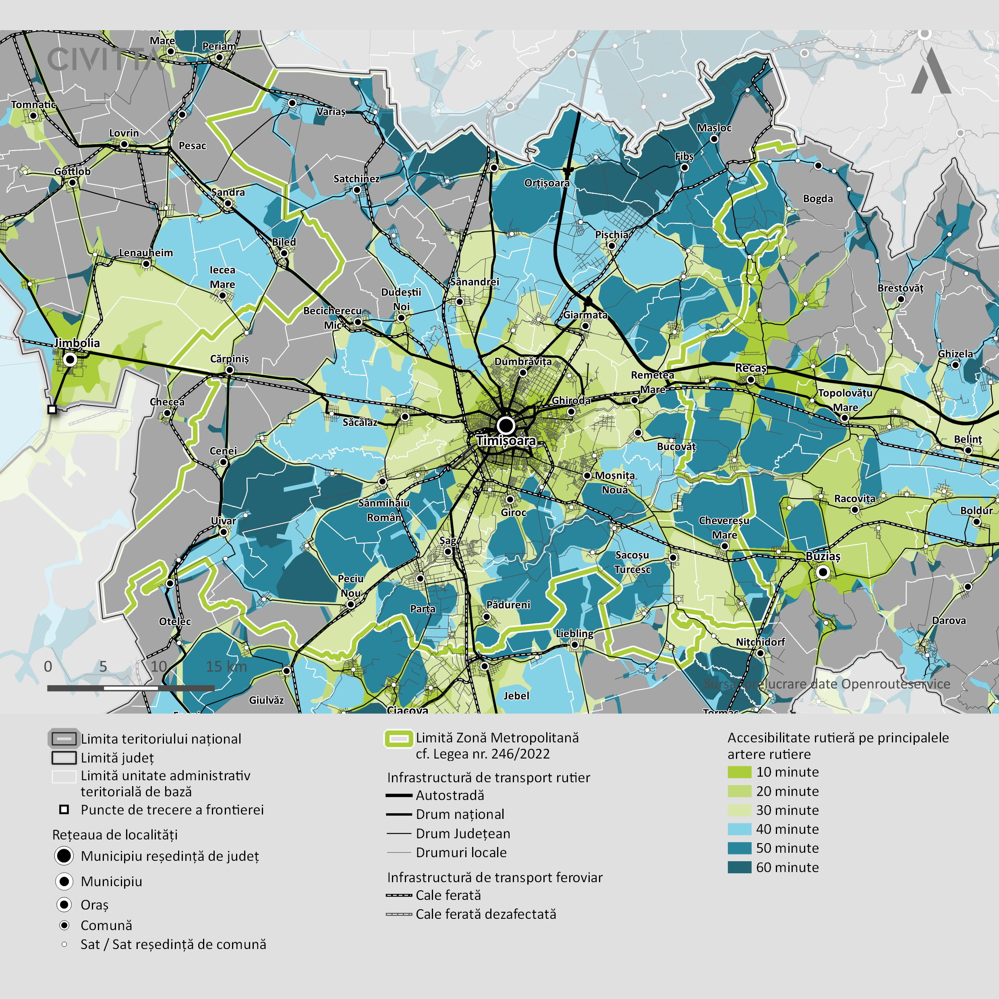 Mare
Periam
CIVITTA
Tomnatic
Variaș
Lovrin
Pesac
Mașloc
Fibș
Gottlob
Satchinez
Orțișoara
Șandra
Bogda
Pișchia
Biled
Lenauheim
Iecea
Mare
Sânandrei
Brestovăț
Dudeștii
Noi
Becicherecu
Mic
Giarmata
Jimbolia
Cărpiniș
Dumbrăvița
Ghizela
Recaș
Remetea
Mare
Checea
Ghiroda
Topolovățu
Mare
Săcălaz
Timișoara
Bucovăț
Belinț
Cenei
Moșnița
Nouă
Sânmihaiu
Român
Giroc
Racovița
Boldur
Uivar
Cheveresu
Mare
Șag
Sacoșu
Turcesc
Buziaș
Peciu
Nou
Parța
Pădureni
Otelec
Darova
Liebling
Nițchidorf
0 5 10 15 km
Sursa: prelucrare date Openrouteservice
Giulvăz
Jebel
Ciacova
Limita teritoriului național
Limită județ
Limită unitate administrativ
teritorială de bază
Puncte de trecere a frontierei
Rețeaua de localități
Municipiu reședință de județ
Municipiu
Oraș
Comună
Sat / Sat reședință de comună
Limită Zonă Metropolitană
cf. Legea nr. 246/2022
Infrastructură de transport rutier
Autostradă
Drum național
Drum Județean
Drumuri locale
Infrastructură de transport feroviar
Cale ferată
Cale ferată dezafectată
Accesibilitate rutieră pe principalele
artere rutiere
10 minute
20 minute
30 minute
40 minute
50 minute
60 minute